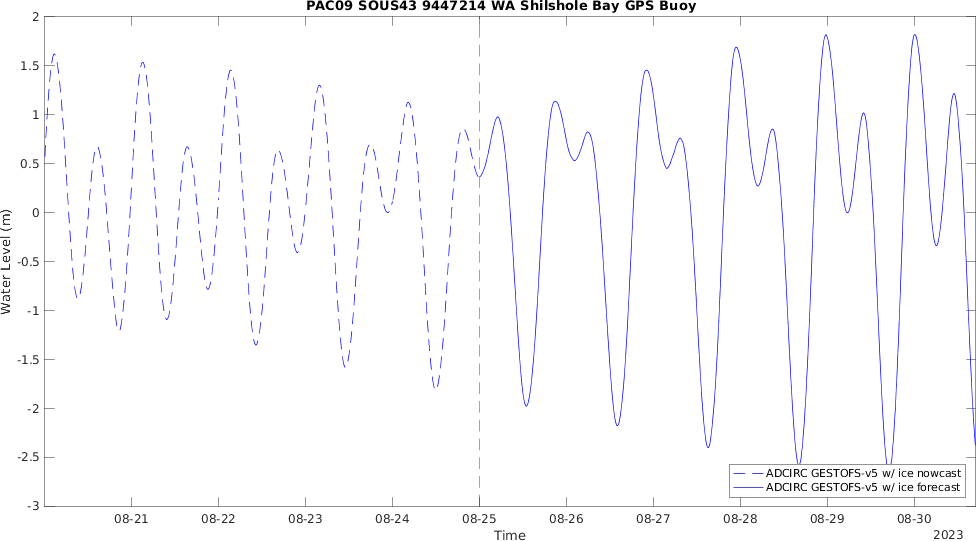 PAC09 SOUS43 9447214 WA Shilshole Bay GPS Buoy
Water Level (m)
2
1.5
1
0.5
0
-0.5
-1
-1.5
-2
-2.5
-3
ADCIRC GESTOFS-v5 w/ ice nowcast
ADCIRC GESTOFS-v5 w/ ice forecast
08-21 08-22 08-23 08-24 08-25 08-26 08-27 08-28 08-29 08-30
Time
2023